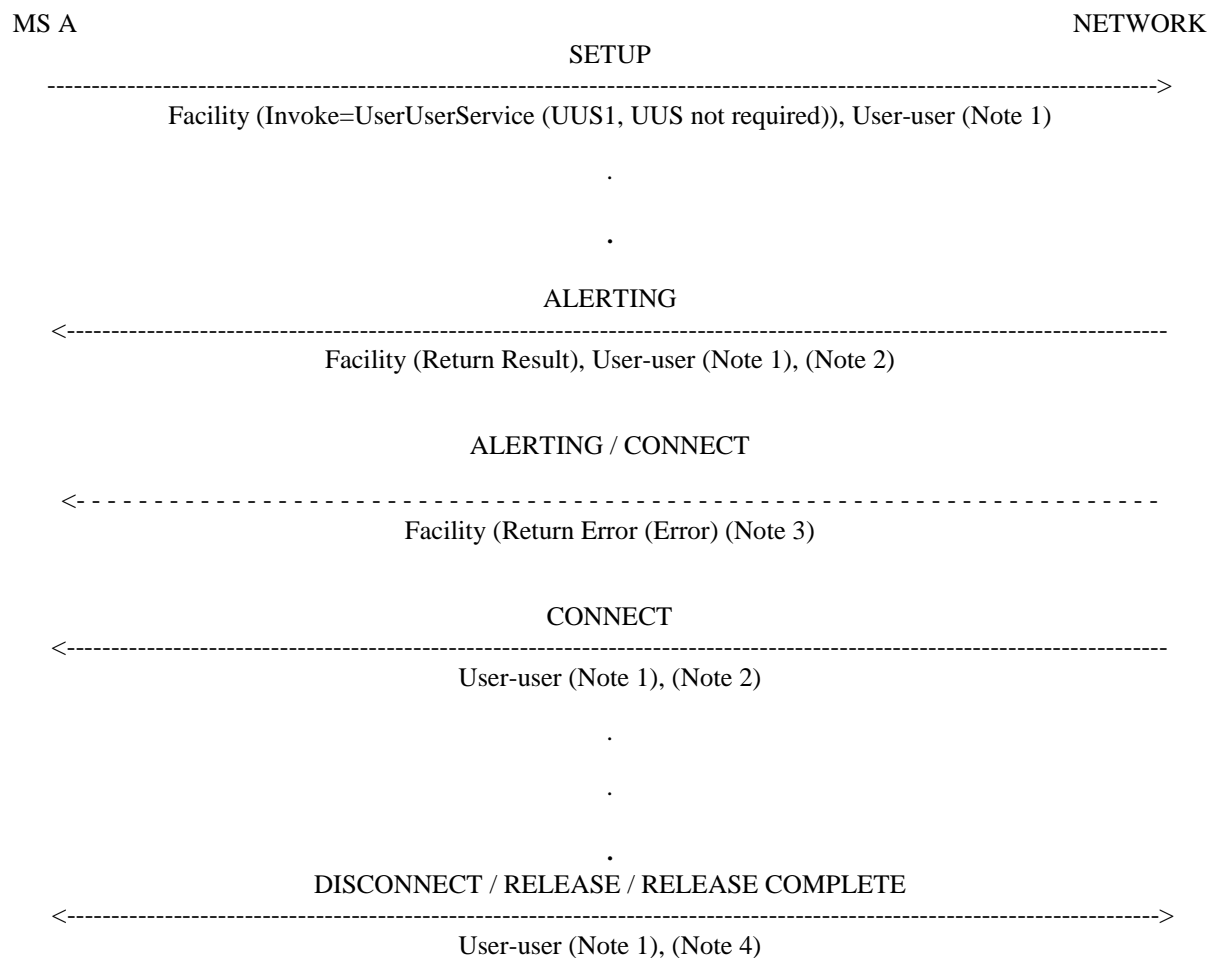 MS A NETWORK
SETUP
------------------------------------------------------------------------------------------------------------------------------->
Facility (Invoke=UserUserService (UUS1, UUS not required)), User-user (Note 1)
.
.
ALERTING
<-------------------------------------------------------------------------------------------------------------------------------
Facility (Return Result), User-user (Note 1), (Note 2)
ALERTING / CONNECT
<- - - - - - - - - - - - - - - - - - - - - - - - - - - - - - - - - - - - - - - - - - - - - - - - - - - - - - - - - - - - - - - - - - - - - - -
Facility (Return Error (Error) (Note 3)
CONNECT
<-------------------------------------------------------------------------------------------------------------------------------
User-user (Note 1), (Note 2)
.
.
.
DISCONNECT / RELEASE / RELEASE COMPLETE
<------------------------------------------------------------------------------------------------------------------------------>
User-user (Note 1), (Note 4)